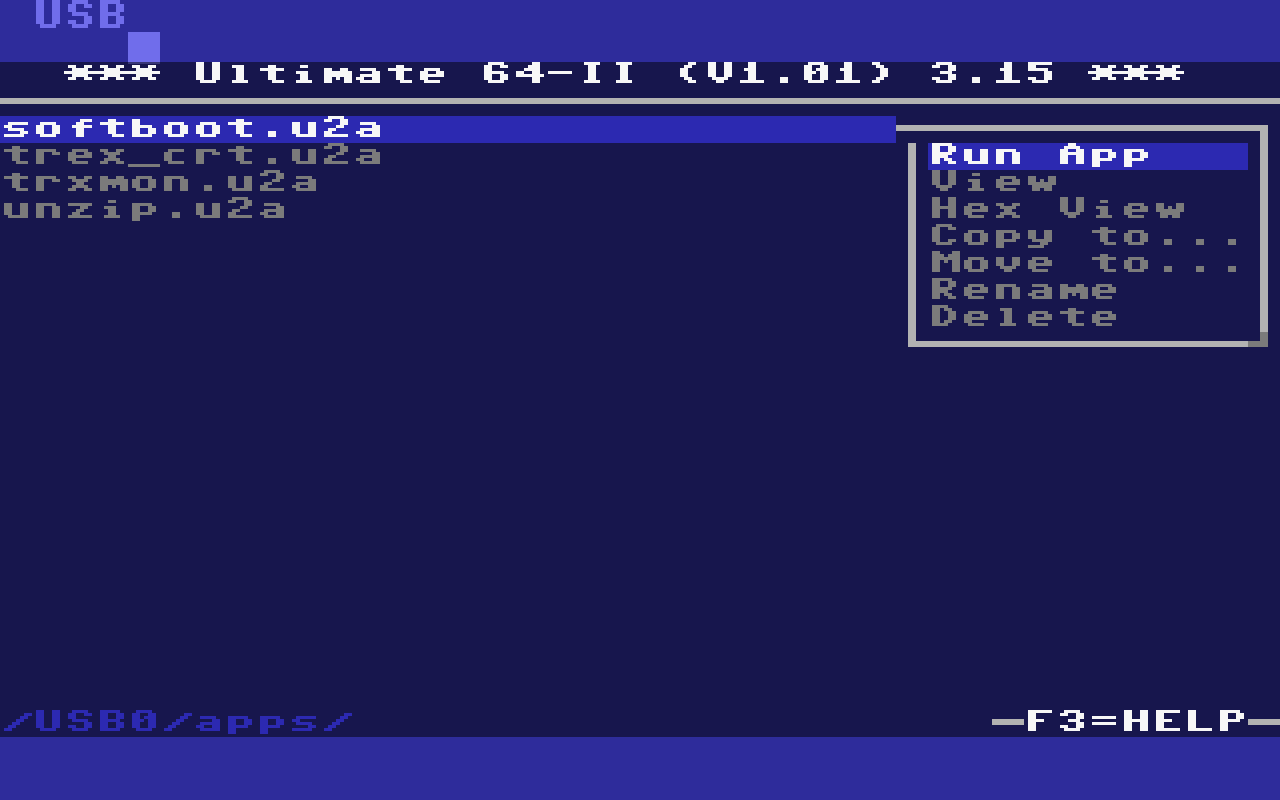 USB
*** Ultimate 64-II (V1.01) 3.15 ***
softboot.u2a
trex_crt.u2a
trxmon.u2a
unzip.u2a
Run App
View
Hex View
Copy to...
Move to...
Rename
Delete
/USB0/apps/
F3=HELP